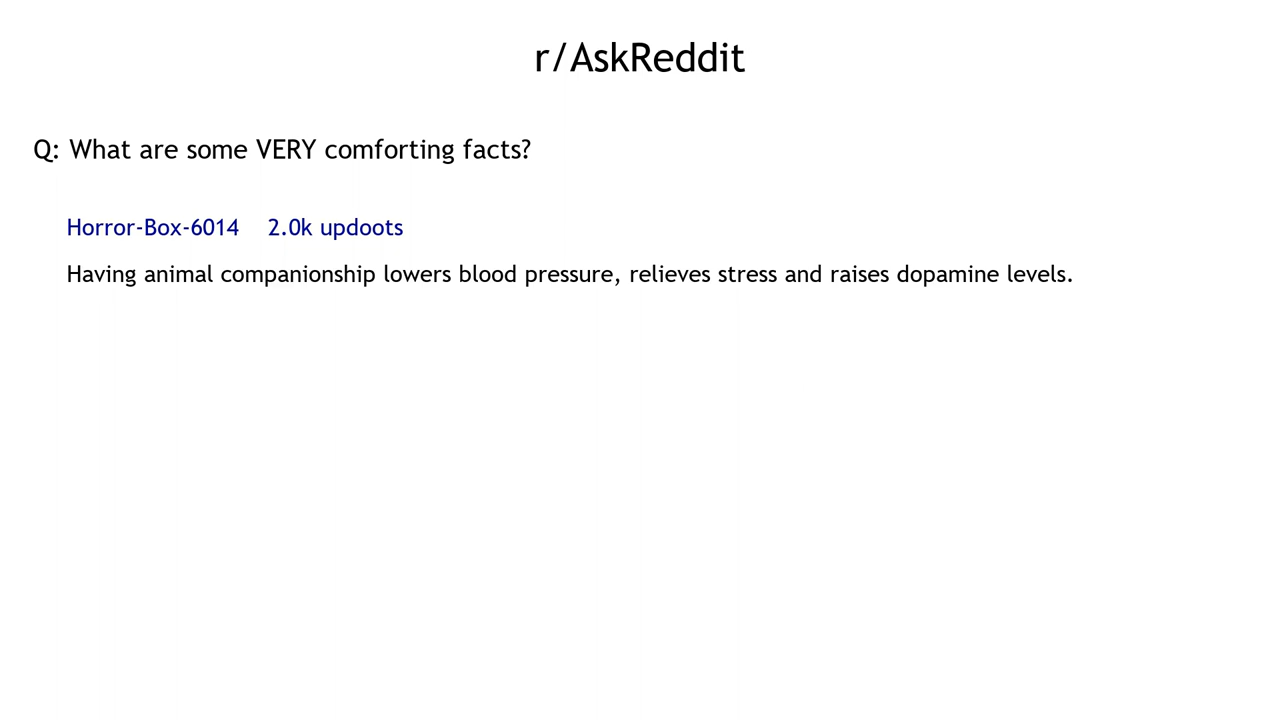 r/AskReddit
Q: What are some VERY comforting facts?
Horror-Box-6014 2.0k updoots
Having animal companionship lowers blood pressure, relieves stress and raises dopamine levels.